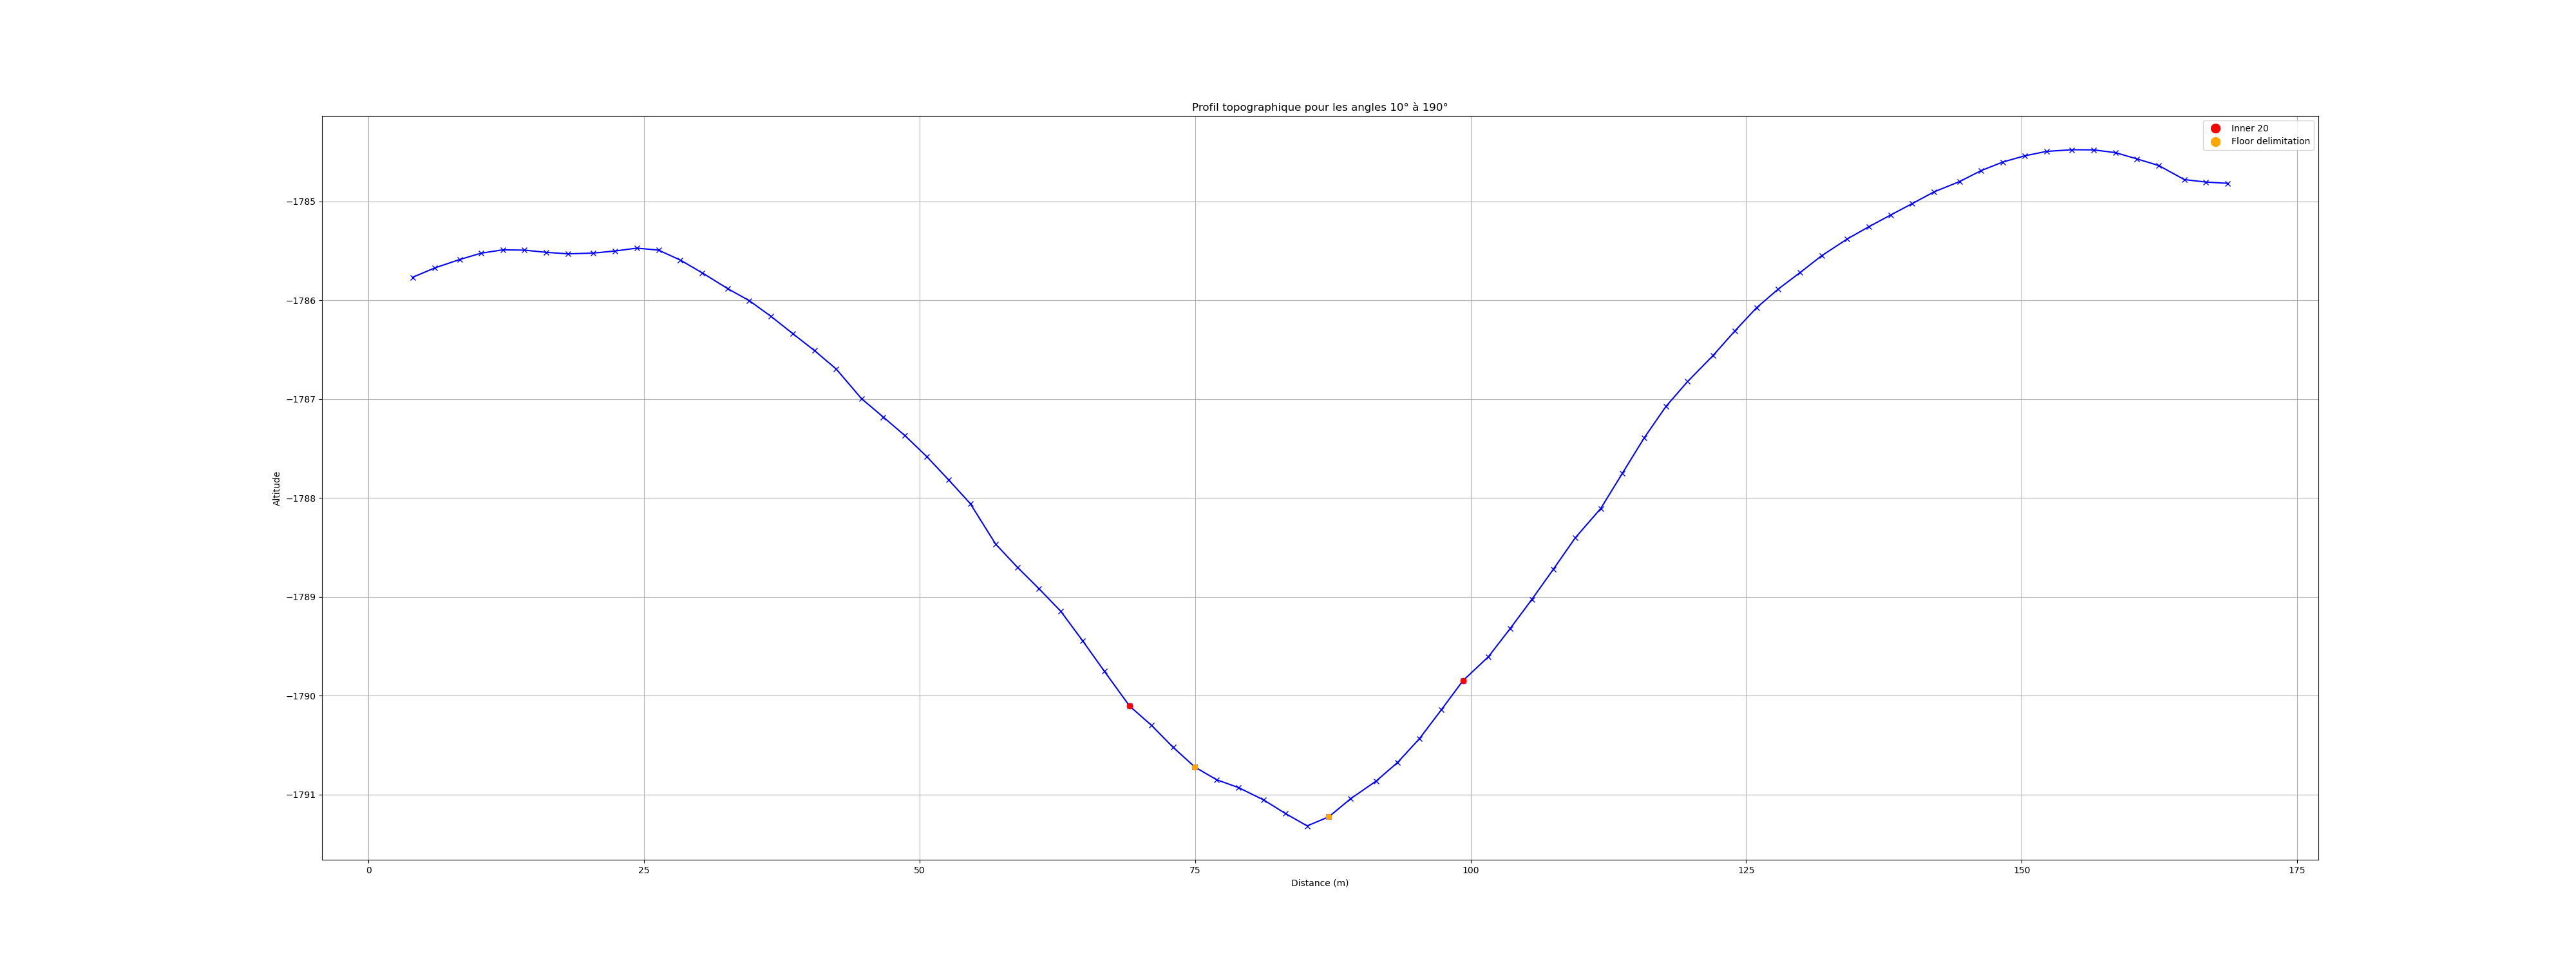 Profil topographique pour les angles 10° à 190°
Inner 20
Floor delimitation
Altitude
−1785
−1786
−1787
−1788
−1789
−1790
−1791
0 25 50 75 100 125 150 175
Distance (m)